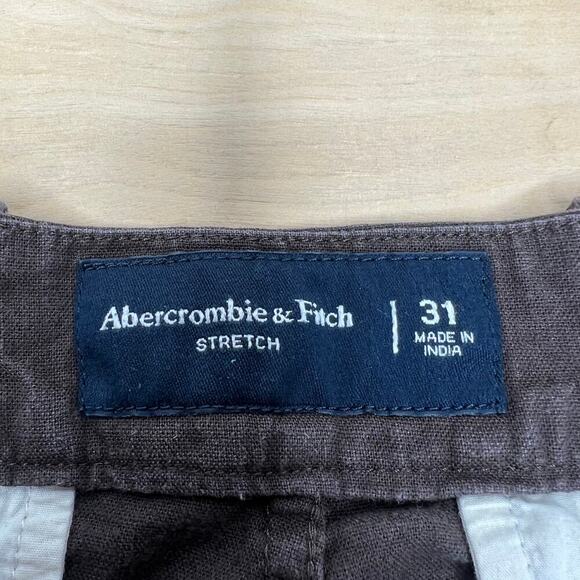 Abercrombie & Fitch
STRETCH
31
MADE IN
INDIA